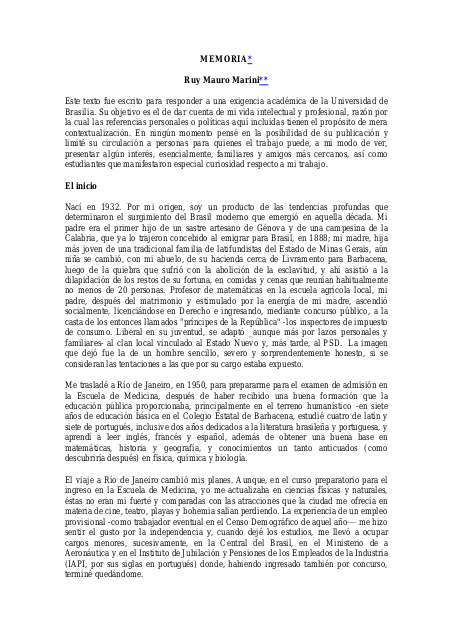 MEMORIA*
Ruy Mauro Marini**
Este texto fue escrito para responder a una exigencia académica de la Universidad de
Brasilia. Su objetivo es el de dar cuenta de mi vida intelectual y profesional, razón por
la cual las referencias personales o políticas aquí incluidas tienen el propósito de mera
contextualización. En ningún momento pensé en la posibilidad de su publicación y
limité su circulación a personas para quienes el trabajo puede, a mi modo de ver,
presentar algún interés, esencialmente, familiares y amigos más cercanos, así como
estudiantes que manifestaron especial curiosidad respecto a mi trabajo.
El inicio
Nací en 1932. Por mi origen, soy un producto de las tendencias profundas que
determinaron el surgimiento del Brasil moderno que emergió en aquella década. Mi
padre era el primer hijo de un sastre artesano de Génova y de una campesina de la
Calabria, que ya lo trajeron concebido al emigrar para Brasil, en 1888; mi madre, hija
más joven de una tradicional familia de latifundistas del Estado de Minas Gerais, aún
niña se cambió, con mi abuelo, de su hacienda cerca de Livramento para Barbacena,
luego de la quiebra que sufrió con la abolición de la esclavitud, y ahí asistió a la
dilapidación de los restos de su fortuna, en comidas y cenas que reunían habitualmente
no menos de 20 personas. Profesor de matemáticas en la escuela agrícola local, mi
padre, después del matrimonio y estimulado por la energía de mi madre, ascendió
socialmente, licenciándose en Derecho e ingresando, mediante concurso público, a la
casta de los entonces llamados "príncipes de la República" -los inspectores de impuesto
de consumo. Liberal en su juventud, se adaptó _aunque más por lazos personales y
familiares- al clan local vinculado al Estado Nuevo y, más tarde, al PSD. La imagen
que dejó fue la de un hombre sencillo, severo y sorprendentemente honesto, si se
consideran las tentaciones a las que por su cargo estaba expuesto.
Me trasladé a Río de Janeiro, en 1950, para prepararme para el examen de admisión en
la Escuela de Medicina, después de haber recibido una buena formación que la
educación pública proporcionaba, principalmente en el terreno humanístico -en siete
años de educación básica en el Colegio Estatal de Barbacena, estudié cuatro de latín y
siete de portugués, inclusive dos años dedicados a la literatura brasileña y portuguesa, y
aprendí a leer inglés, francés y español, además de obtener una buena base en
matemáticas, historia y geografía, y conocimientos un tanto anticuados (como
descubriría después) en física, química y biología.
El viaje a Río de Janeiro cambió mis planes. Aunque, en el curso preparatorio para el
ingreso en la Escuela de Medicina, yo me actualizaba en ciencias físicas y naturales,
éstas no eran mi fuerte y comparadas con las atracciones que la ciudad me ofrecía en
materia de cine, teatro, playas y bohemia salían perdiendo. La experiencia de un empleo
provisional -como trabajador eventual en el Censo Demográfico de aquel año— me hizo
sentir el gusto por la independencia y, cuando dejé los estudios, me llevó a ocupar
cargos menores, sucesivamente, en la Central del Brasil, en el Ministerio de a
Aeronáutica y en el Instituto de Jubilación y Pensiones de los Empleados de la Industria
(IAPI, por sus siglas en portugués) donde, habiendo ingresado también por concurso,
terminé quedándome.